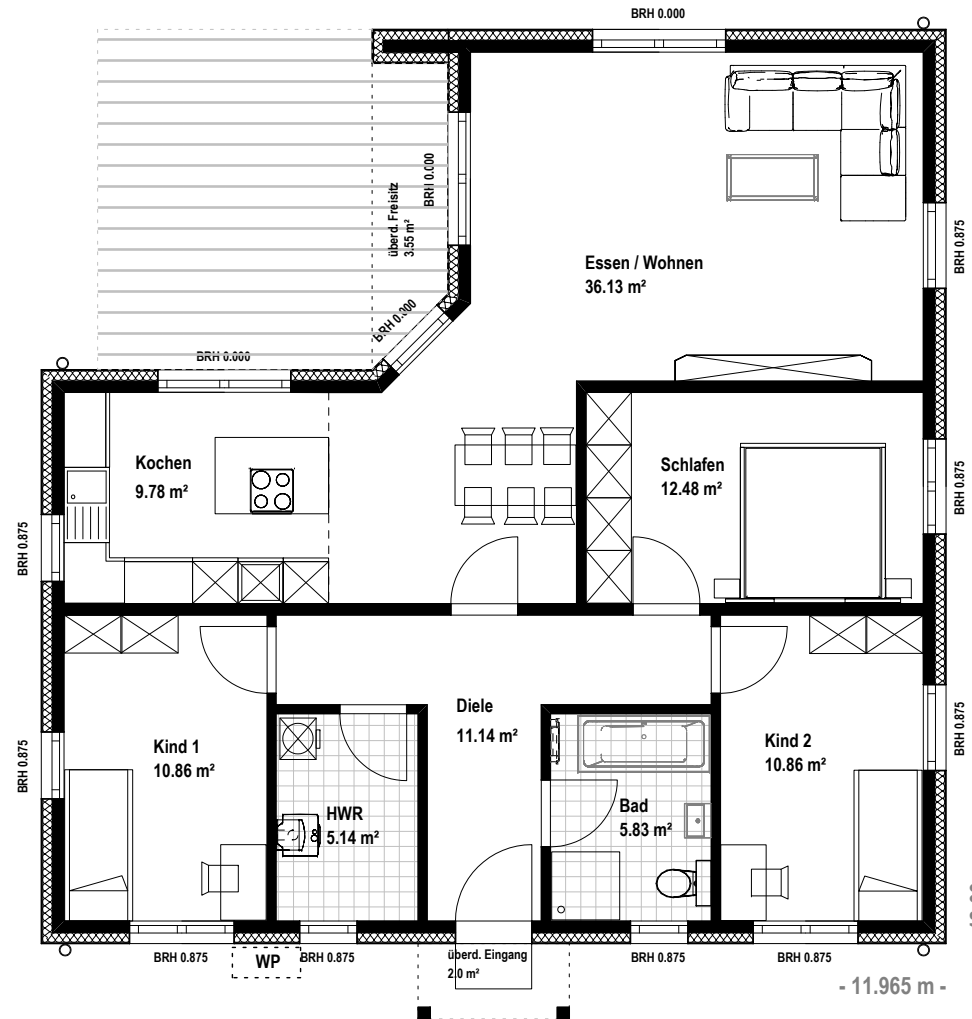 BRH 0.000
BRH 0.000
überd. Freisitz
3.55 m²
BRH 0.875
Essen / Wohnen
36.13 m²
BRH 0.000
BRH 0.000
Kochen
9.78 m²
Schlafen
12.48 m²
BRH 0.875
BRH 0.875
Diele
11.14 m²
Kind 1
10.86 m²
Kind 2
10.86 m²
BRH 0.875
BRH 0.875
HWR
5.14 m²
Bad
5.83 m²
BRH 0.875
WP
BRH 0.875
überd. Eingang
2.0 m²
BRH 0.875
BRH 0.875
- 11.965 m -